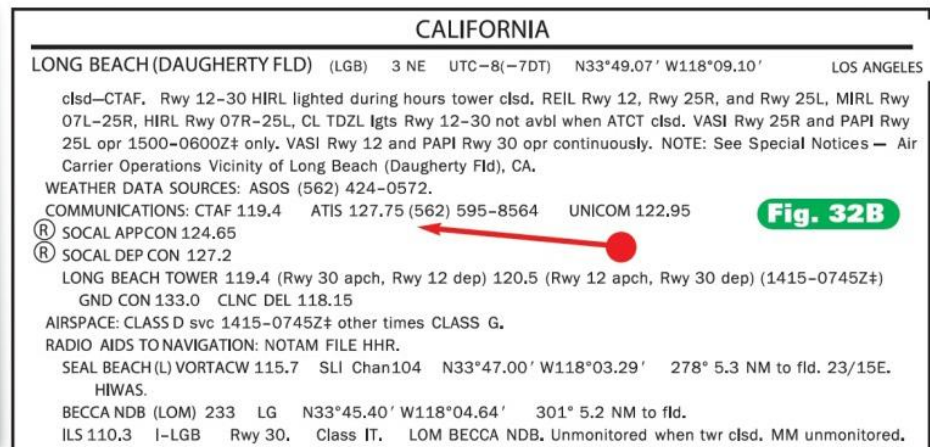 CALIFORNIA
LONG BEACH (DAUGHERTY FLD) (LGB) 3 NE UTC–8(–7DT) N33°49.07′ W118°09.10′ LOS ANGELES
clsd—CTAF. Rwy 12–30 HIRL lighted during hours tower clsd. REIL Rwy 12, Rwy 25R, and Rwy 25L, MIRL Rwy
07L–25R, HIRL Rwy 07R–25L, CL TDZL lgts Rwy 12–30 not avbl when ATCT clsd. VASI Rwy 25R and PAPI Rwy
25L opr 1500–0600Z‡ only. VASI Rwy 12 and PAPI Rwy 30 opr continuously. NOTE: See Special Notices — Air
Carrier Operations Vicinity of Long Beach (Daugherty Fld), CA.
WEATHER DATA SOURCES: ASOS (562) 424–0572.
COMMUNICATIONS: CTAF 119.4 ATIS 127.75 (562) 595–8564 UNICOM 122.95
Fig. 32B
Ⓡ SOCAL APPCON 124.65
Ⓡ SOCAL DEP CON 127.2
LONG BEACH TOWER 119.4 (Rwy 30 apch, Rwy 12 dep) 120.5 (Rwy 12 apch, Rwy 30 dep) (1415–0745Z‡)
GND CON 133.0 CLNC DEL 118.15
AIRSPACE: CLASS D svc 1415–0745Z‡ other times CLASS G.
RADIO AIDS TO NAVIGATION: NOTAM FILE HHR.
SEAL BEACH (L) VORTACW 115.7 SLI Chan104 N33°47.00′ W118°03.29′ 278° 5.3 NM to fld. 23/15E.
HIWAS.
BECCA NDB (LOM) 233 LG N33°45.40′ W118°04.64′ 301° 5.2 NM to fld.
ILS 110.3 I–LGB Rwy 30. Class IT. LOM BECCA NDB. Unmonitored when twr clsd. MM unmonitored.